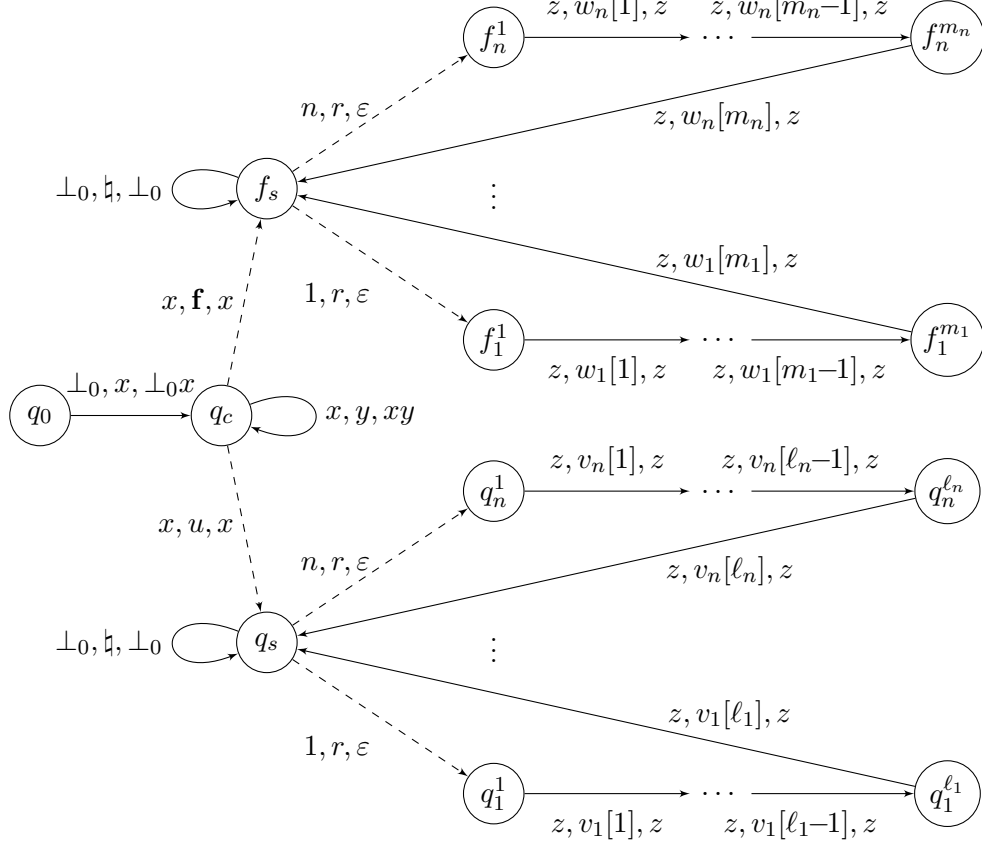 z, w_n[1], z z, w_n[m_n−1], z
f_n^1 ⋯ f_n^{m_n}
n, r, ε z, w_n[m_n], z
⊥_0, ♮, ⊥_0 f_s ⋮
z, w_1[m_1], z
x, f, x 1, r, ε
f_1^1 ⋯ f_1^{m_1}
z, w_1[1], z z, w_1[m_1−1], z
⊥_0, x, ⊥_0x
q_0 q_c x, y, xy
z, v_n[1], z z, v_n[ℓ_n−1], z
q_n^1 ⋯ q_n^{ℓ_n}
x, u, x
n, r, ε z, v_n[ℓ_n], z
⊥_0, ♮, ⊥_0 q_s ⋮
z, v_1[ℓ_1], z
1, r, ε
q_1^1 ⋯ q_1^{ℓ_1}
z, v_1[1], z z, v_1[ℓ_1−1], z